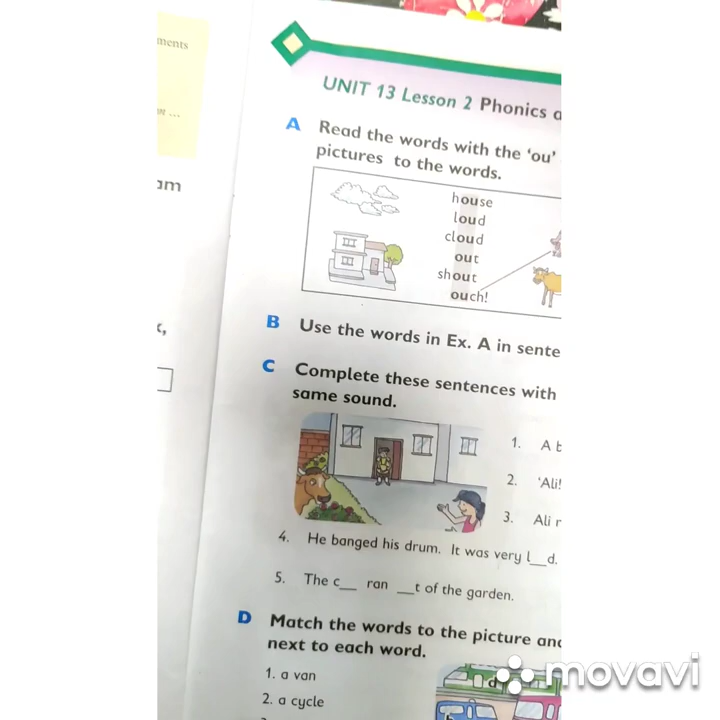 ments
...
am
UNIT 13 Lesson 2 Phonics
A Read the words with the 'ou'
pictures to the words.
house
loud
cloud
out
shout
ouch!
B Use the words in Ex. A in
C Complete these sentences with
same sound.
1. A
2. 'Ali!
3. Ali
4. He banged his drum. It was very l__d.
5. The c__ ran __t of the garden.
D Match the words to the picture
next to each word.
1. a van
2. a cycle
d
b
movavi